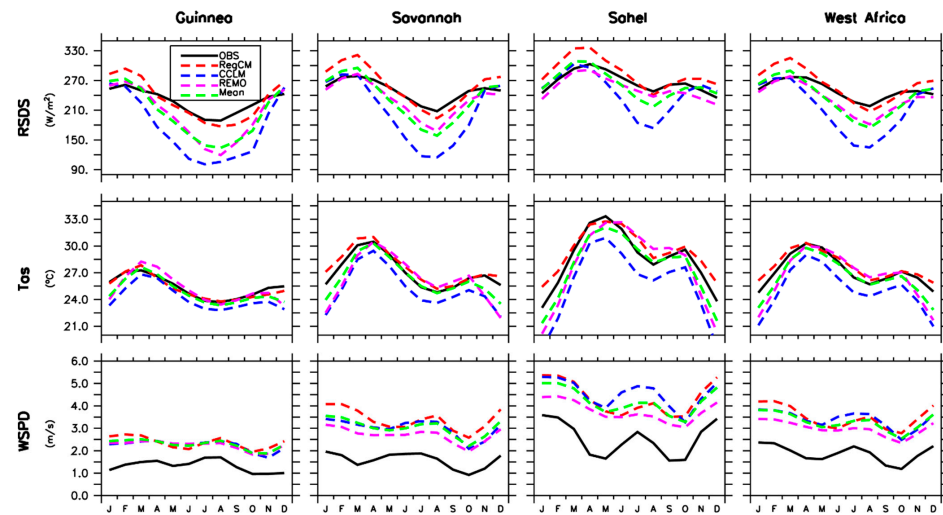 Guinnea Savannah Sahel West Africa
OBS
RegCM
CCLM
REMO
Mean
RSDS
(W/m²)
330.
270.
210.
150.
90.
Tas
(°C)
33.0
30.0
27.0
24.0
21.0
WSPD
(m/s)
6.0
5.0
4.0
3.0
2.0
1.0
0.0
J F M A M J J A S O N D J F M A M J J A S O N D J F M A M J J A S O N D J F M A M J J A S O N D